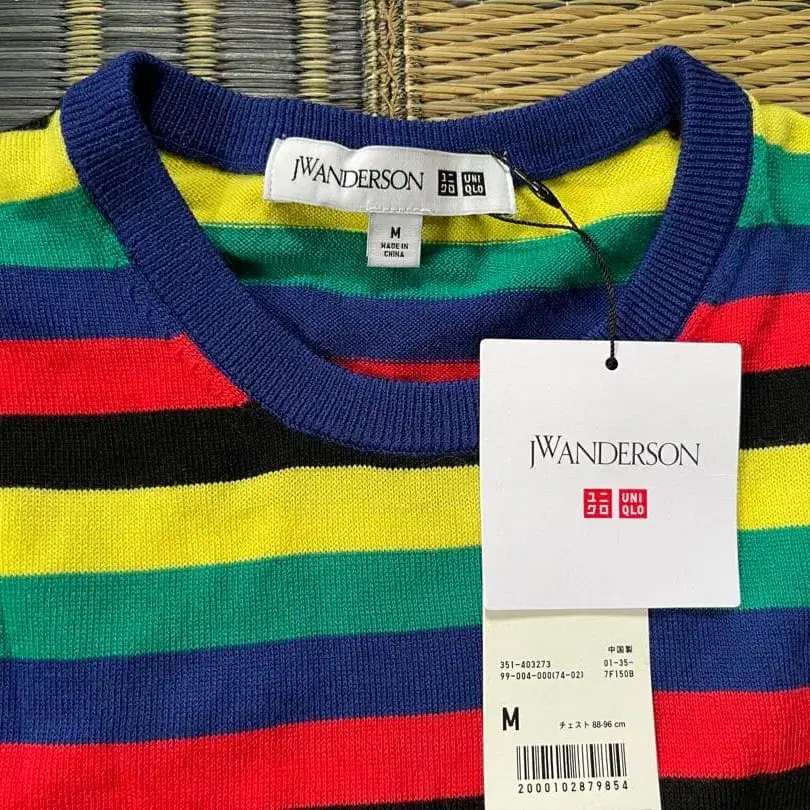 JWANDERSON ユニクロ UNIQLO
M
MADE IN
CHINA
JWANDERSON
ユニクロ UNIQLO
中国製
351-403273 01-35-
99-004-000(74-02) 7F150B
M チェスト 88-96 cm
2000102879854